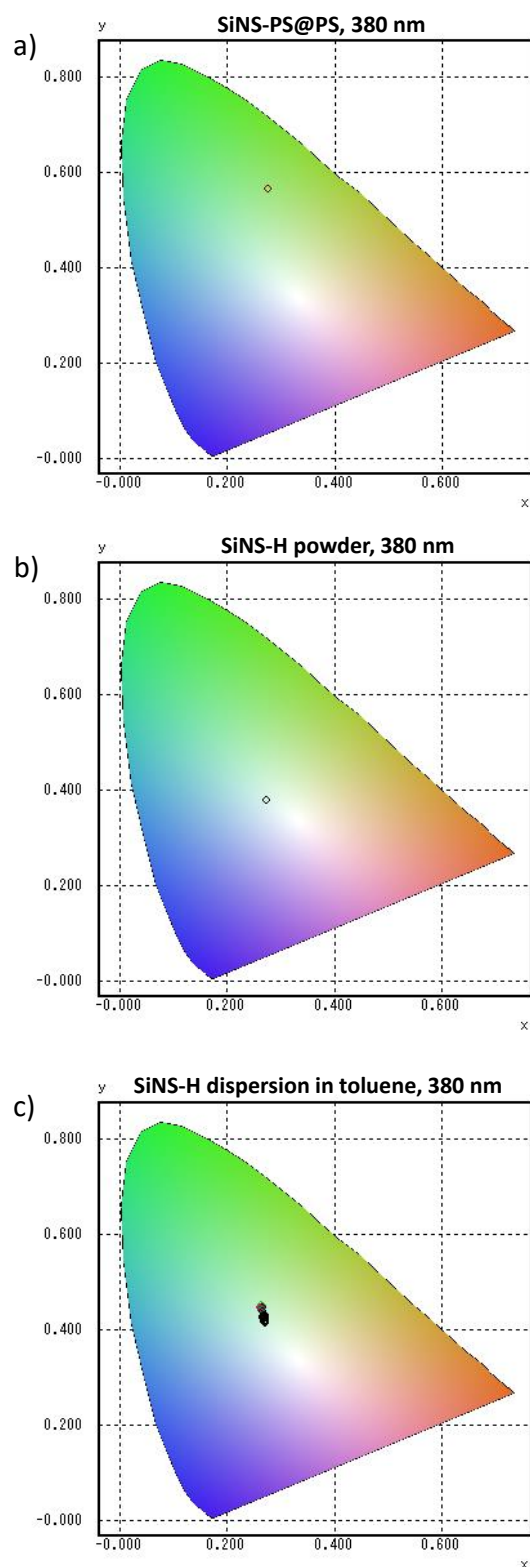 a)
SiNS-PS@PS, 380 nm
y
0.800
0.600
0.400
0.200
-0.000
-0.000 0.200 0.400 0.600
x
b)
SiNS-H powder, 380 nm
y
0.800
0.600
0.400
0.200
-0.000
-0.000 0.200 0.400 0.600
x
c)
SiNS-H dispersion in toluene, 380 nm
y
0.800
0.600
0.400
0.200
-0.000
-0.000 0.200 0.400 0.600
x